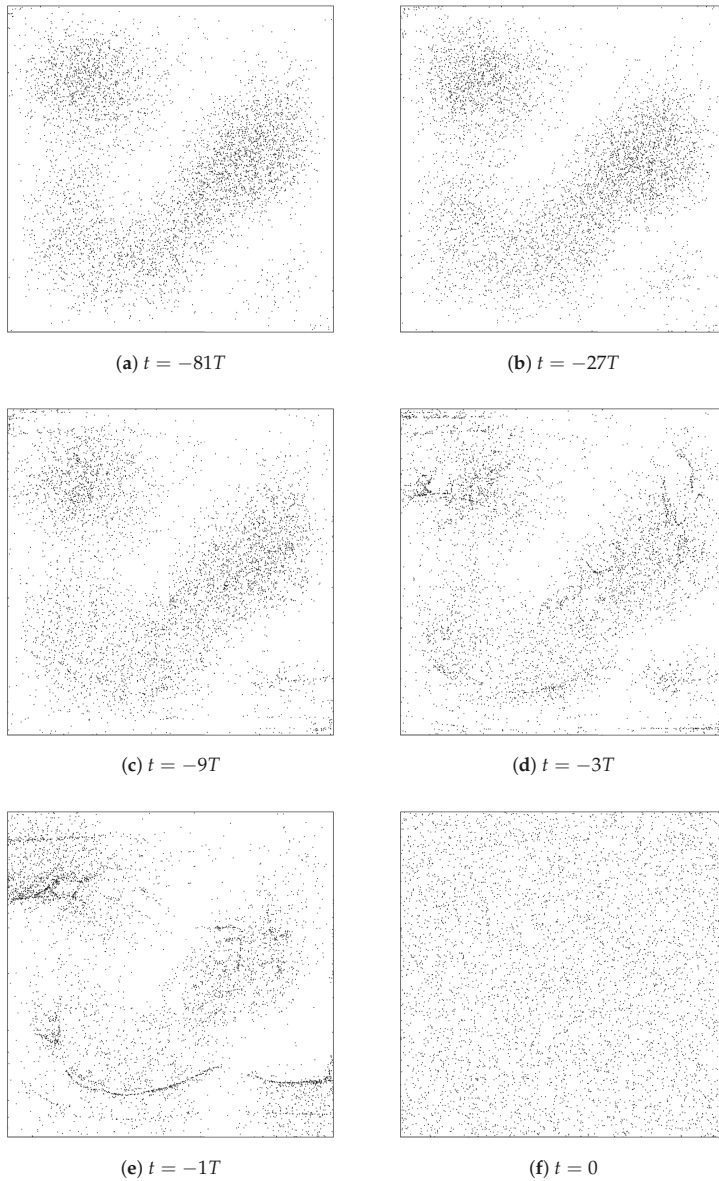 (a) t = −81T
(b) t = −27T
(c) t = −9T
(d) t = −3T
(e) t = −1T
(f) t = 0